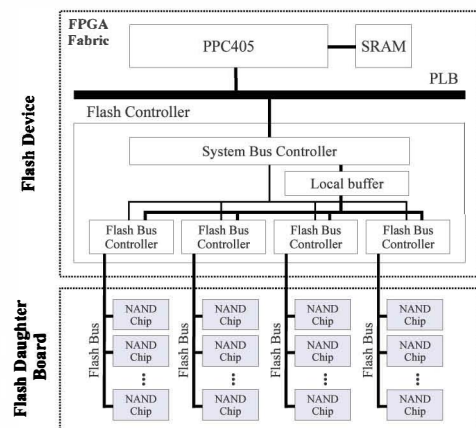 FPGA
Fabric
PPC405
SRAM
PLB
Flash Controller
System Bus Controller
Local buffer
Flash Bus
Controller
Flash Bus
Controller
Flash Bus
Controller
Flash Bus
Controller
Flash Device
NAND
Chip
NAND
Chip
NAND
Chip
NAND
Chip
NAND
Chip
NAND
Chip
NAND
Chip
NAND
Chip
NAND
Chip
NAND
Chip
NAND
Chip
NAND
Chip
Flash Bus
Flash Bus
Flash Bus
Flash Bus
Flash Daughter
Board